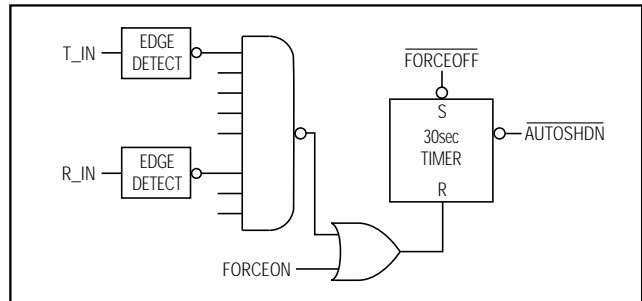 T_IN
EDGE
DETECT
R_IN
EDGE
DETECT
FORCEON
FORCEOFF
S
30sec
TIMER
R
AUTOSHDN